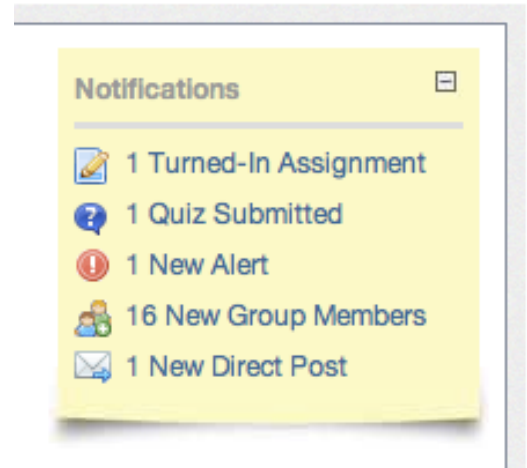 Notifications
1 Turned-In Assignment
1 Quiz Submitted
1 New Alert
16 New Group Members
1 New Direct Post